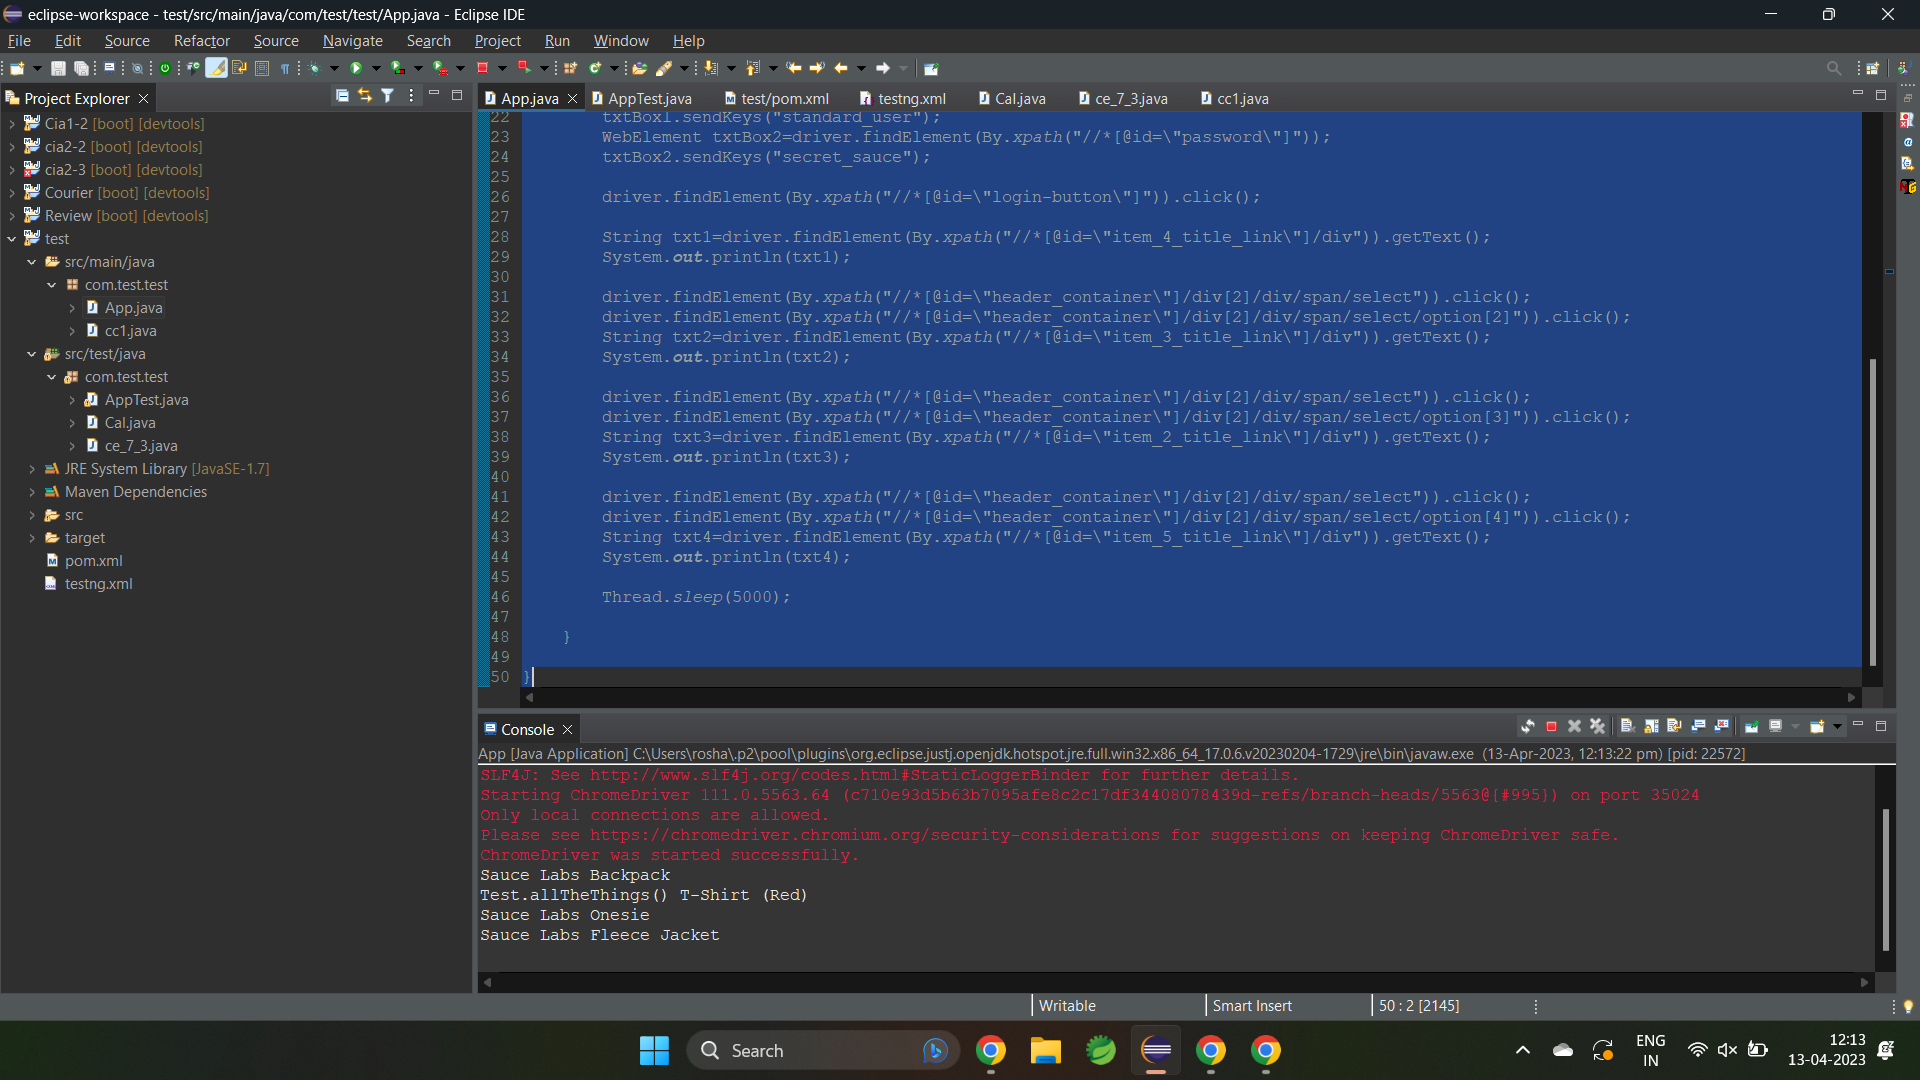 eclipse-workspace - test/src/main/java/com/test/test/App.java - Eclipse IDE
File Edit Source Refactor Source Navigate Search Project Run Window Help
Project Explorer
Cia1-2 [boot] [devtools]
cia2-2 [boot] [devtools]
cia2-3 [boot] [devtools]
Courier [boot] [devtools]
Review [boot] [devtools]
test
src/main/java
com.test.test
App.java
cc1.java
src/test/java
com.test.test
AppTest.java
Cal.java
ce_7_3.java
JRE System Library [JavaSE-1.7]
Maven Dependencies
src
target
pom.xml
testng.xml
App.java AppTest.java test/pom.xml testng.xml Cal.java ce_7_3.java cc1.java
22 txtBox1.sendKeys("standard_user");
23 WebElement txtBox2=driver.findElement(By.xpath("//*[@id=\"password\"]"));
24 txtBox2.sendKeys("secret_sauce");
25
26 driver.findElement(By.xpath("//*[@id=\"login-button\"]")).click();
27
28 String txt1=driver.findElement(By.xpath("//*[@id=\"item_4_title_link\"]/div")).getText();
29 System.out.println(txt1);
30
31 driver.findElement(By.xpath("//*[@id=\"header_container\"]/div[2]/div/span/select")).click();
32 driver.findElement(By.xpath("//*[@id=\"header_container\"]/div[2]/div/span/select/option[2]")).click();
33 String txt2=driver.findElement(By.xpath("//*[@id=\"item_3_title_link\"]/div")).getText();
34 System.out.println(txt2);
35
36 driver.findElement(By.xpath("//*[@id=\"header_container\"]/div[2]/div/span/select")).click();
37 driver.findElement(By.xpath("//*[@id=\"header_container\"]/div[2]/div/span/select/option[3]")).click();
38 String txt3=driver.findElement(By.xpath("//*[@id=\"item_2_title_link\"]/div")).getText();
39 System.out.println(txt3);
40
41 driver.findElement(By.xpath("//*[@id=\"header_container\"]/div[2]/div/span/select")).click();
42 driver.findElement(By.xpath("//*[@id=\"header_container\"]/div[2]/div/span/select/option[4]")).click();
43 String txt4=driver.findElement(By.xpath("//*[@id=\"item_5_title_link\"]/div")).getText();
44 System.out.println(txt4);
45
46 Thread.sleep(5000);
47
48 }
49
50 }
Console
App [Java Application] C:\Users\rosha\.p2\pool\plugins\org.eclipse.justj.openjdk.hotspot.jre.full.win32.x86_64_17.0.6.v20230204-1729\jre\bin\javaw.exe (13-Apr-2023, 12:13:22 pm) [pid: 22572]
SLF4J: See http://www.slf4j.org/codes.html#StaticLoggerBinder for further details.
Starting ChromeDriver 111.0.5563.64 (c710e93d5b63b7095afe8c2c17df34408078439d-refs/branch-heads/5563@{#995}) on port 35024
Only local connections are allowed.
Please see https://chromedriver.chromium.org/security-considerations for suggestions on keeping ChromeDriver safe.
ChromeDriver was started successfully.
Sauce Labs Backpack
Test.allTheThings() T-Shirt (Red)
Sauce Labs Onesie
Sauce Labs Fleece Jacket
Writable Smart Insert 50 : 2 [2145]
Search
ENG
IN
12:13
13-04-2023